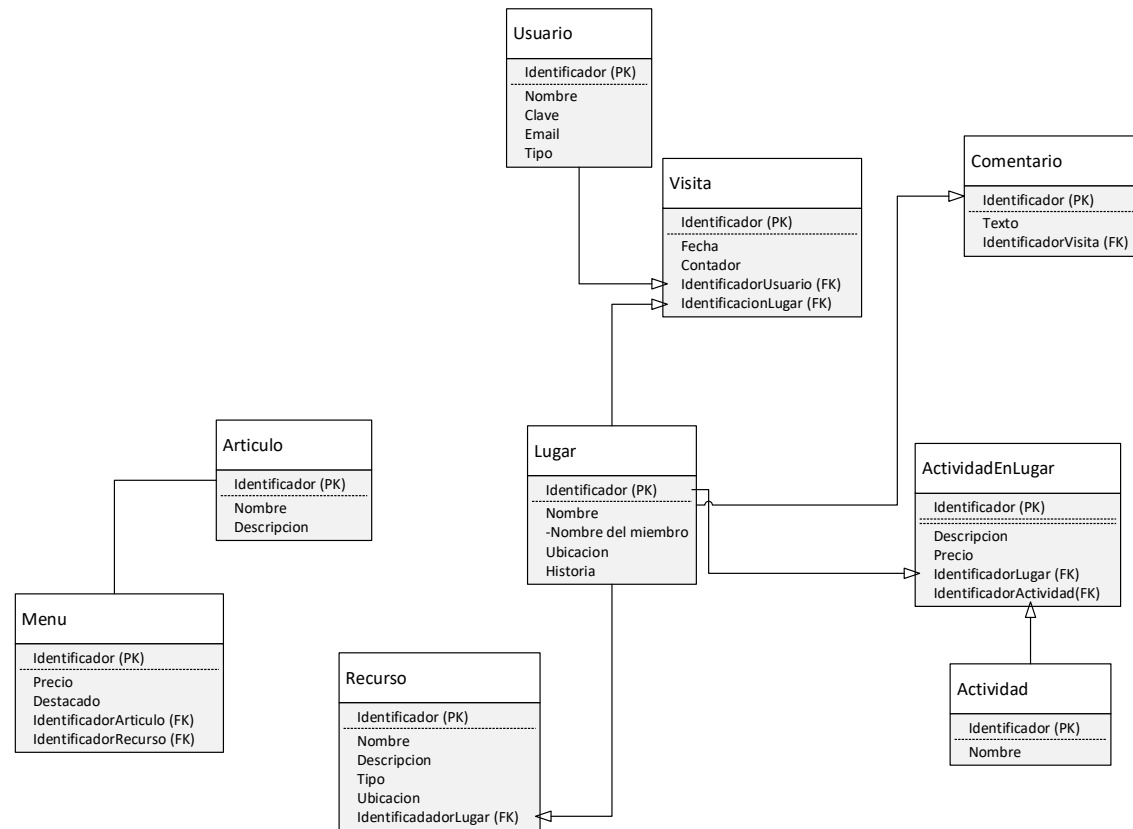 Usuario
Identificador (PK)
Nombre
Clave
Email
Tipo
Visita
Identificador (PK)
Fecha
Contador
IdentificadorUsuario (FK)
IdentificacionLugar (FK)
Comentario
Identificador (PK)
Texto
IdentificadorVisita (FK)
Articulo
Identificador (PK)
Nombre
Descripcion
Lugar
Identificador (PK)
Nombre
-Nombre del miembro
Ubicacion
Historia
ActividadEnLugar
Identificador (PK)
Descripcion
Precio
IdentificadorLugar (FK)
IdentificadorActividad(FK)
Menu
Identificador (PK)
Precio
Destacado
IdentificadorArticulo (FK)
IdentificadorRecurso (FK)
Recurso
Identificador (PK)
Nombre
Descripcion
Tipo
Ubicacion
IdentificadadorLugar (FK)
Actividad
Identificador (PK)
Nombre